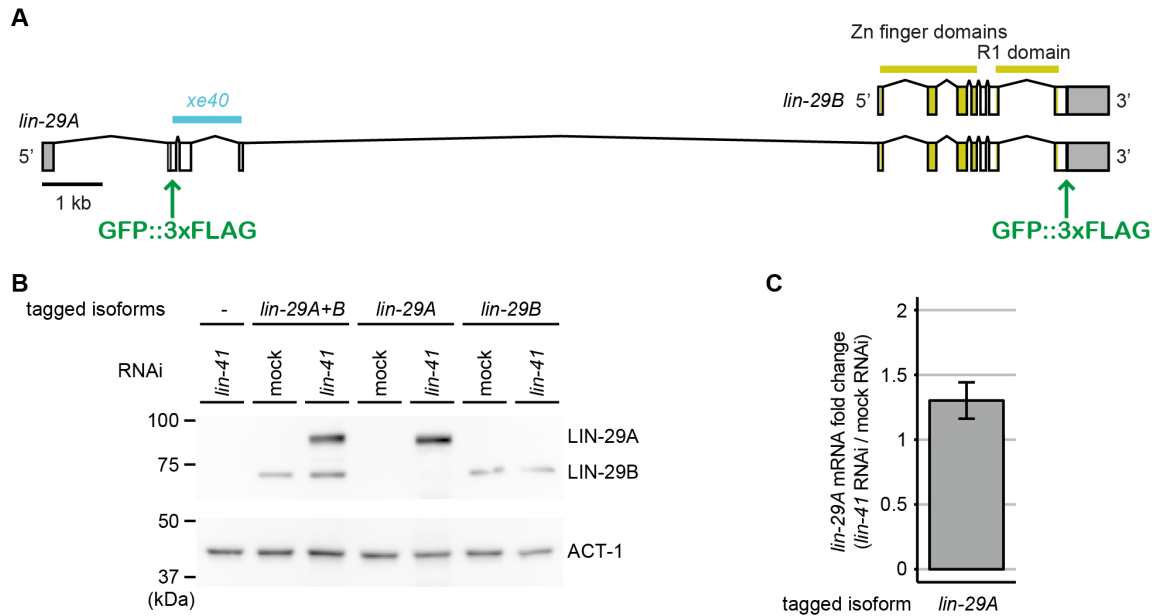 A
Zn finger domains
R1 domain
xe40
lin-29B 5’ 3’
lin-29A
5’ 3’
1 kb
GFP::3xFLAG GFP::3xFLAG
B
tagged isoforms - lin-29A+B lin-29A lin-29B
RNAi lin-41 mock lin-41 mock lin-41 mock lin-41
100
LIN-29A
75
LIN-29B
50
ACT-1
37
(kDa)
C
lin-29A mRNA fold change
(lin-41 RNAi / mock RNAi)
2
1.5
1
0.5
0
tagged isoform lin-29A